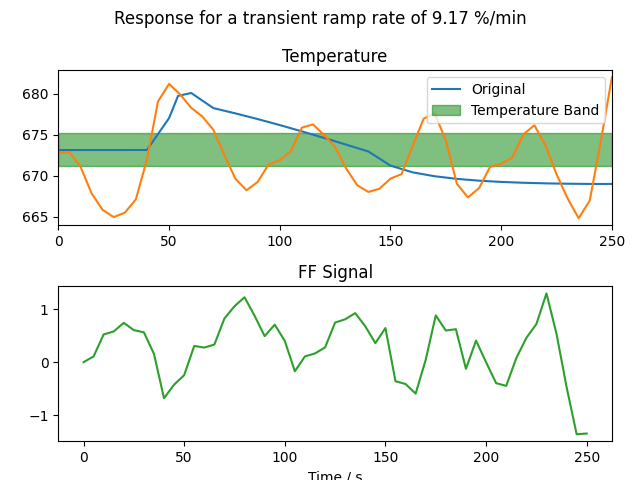 Response for a transient ramp rate of 9.17 %/min
Temperature
680
675
670
665
Original
Temperature Band
0 50 100 150 200 250
FF Signal
1
0
−1
0 50 100 150 200 250
Time / s